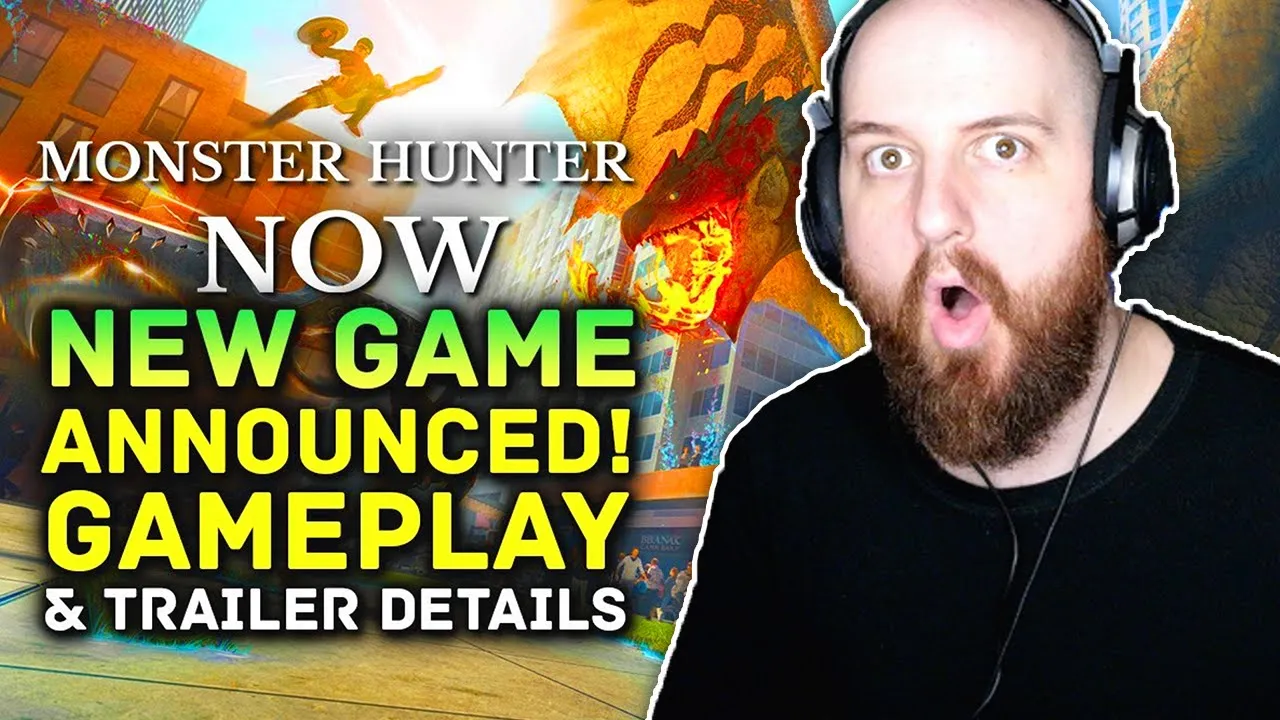 MONSTER HUNTER
NOW
NEW GAME
ANNOUNCED!
GAMEPLAY
& TRAILER DETAILS